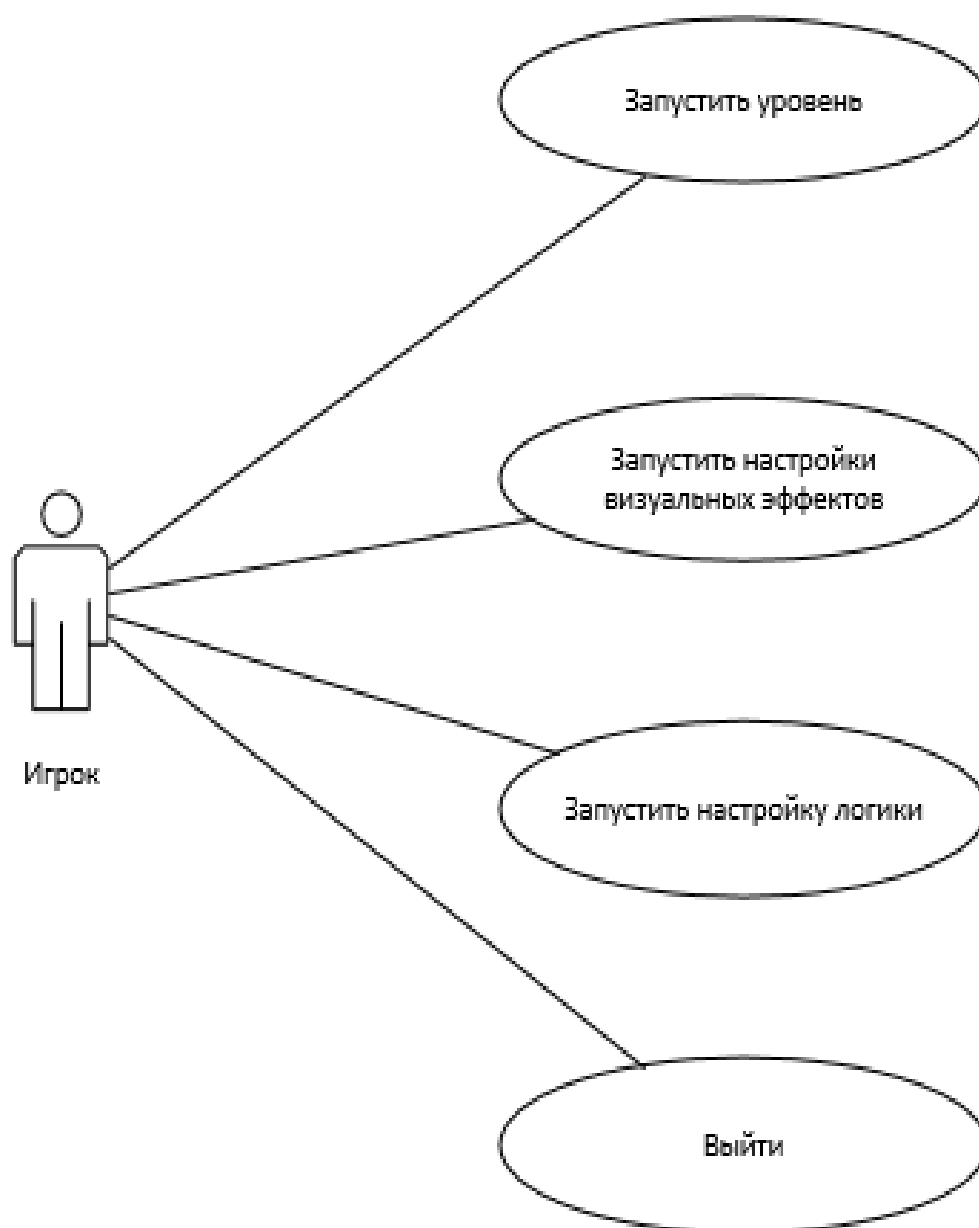 Запустить уровень
Запустить настройки
визуальных эффектов
Игрок
Запустить настройку логики
Выйти